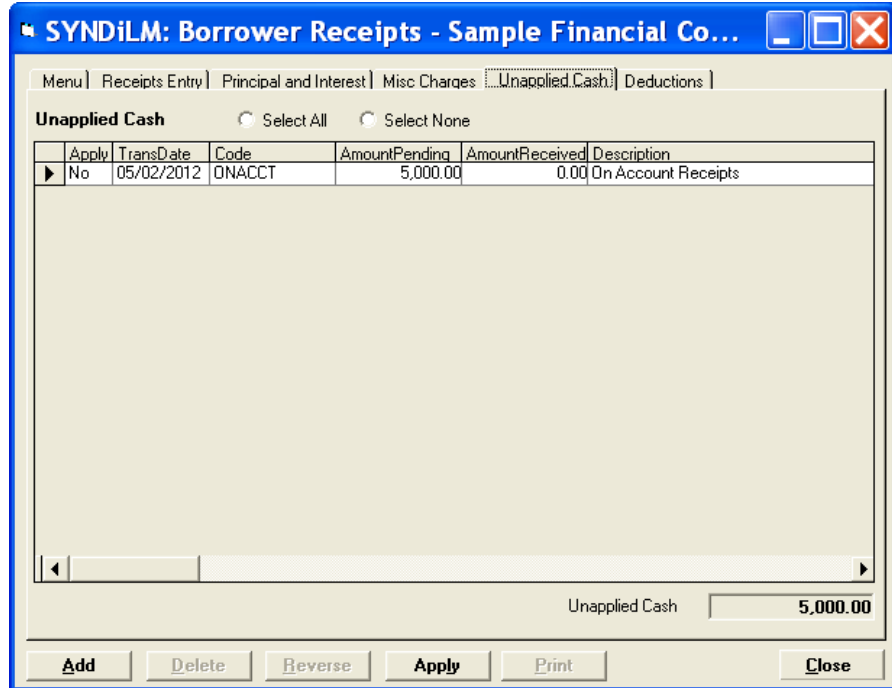 SYNDiLM: Borrower Receipts - Sample Financial Co...
Menu Receipts Entry Principal and Interest Misc Charges Unapplied Cash Deductions
Unapplied Cash Select All Select None
Apply TransDate Code AmountPending AmountReceived Description
No 05/02/2012 ONACCT 5,000.00 0.00 On Account Receipts
Unapplied Cash 5,000.00
Add Delete Reverse Apply Print Close